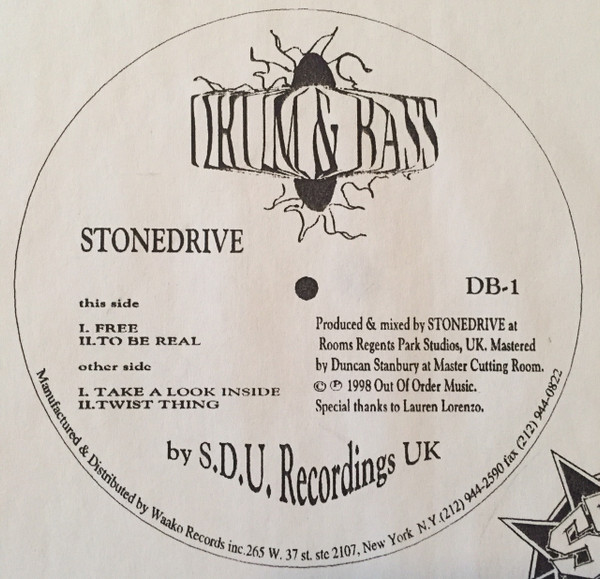 DRUM & BASS
STONEDRIVE
DB-1
this side
I. FREE
II.TO BE REAL
other side
I. TAKE A LOOK INSIDE
II.TWIST THING
Produced & mixed by STONEDRIVE at
Rooms Regents Park Studios, UK. Mastered
by Duncan Stanbury at Master Cutting Room.
© ℗ 1998 Out Of Order Music.
Special thanks to Lauren Lorenzo.
by S.D.U. Recordings UK
Manufactured & Distributed by Waako Records inc.265 W. 37 st. ste 2107, New York N.Y.(212) 944-2590 fax (212) 944-0822